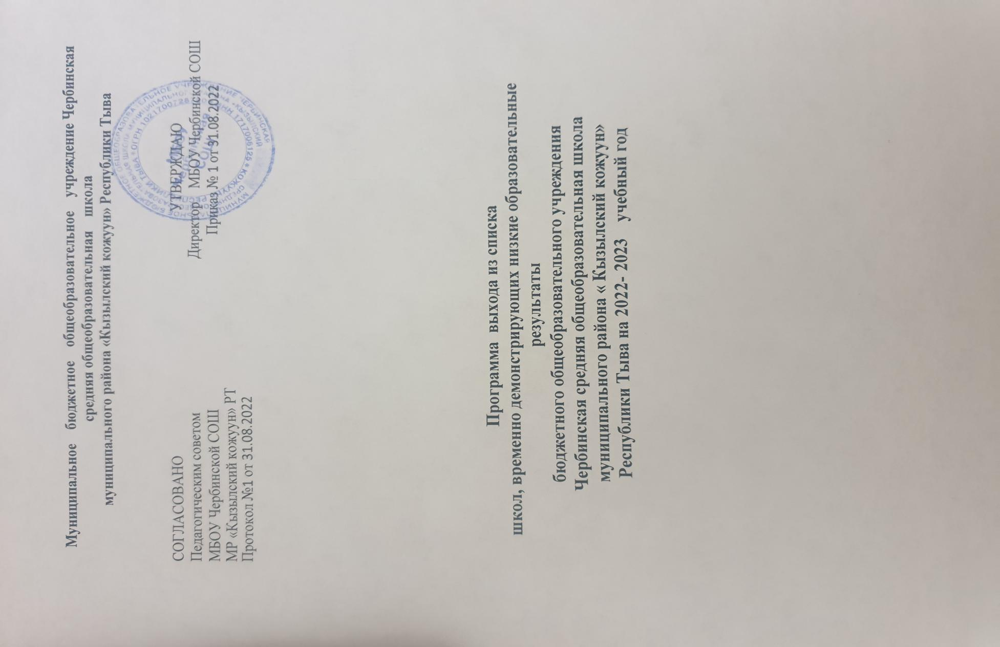 Муниципальное бюджетное общеобразовательное учреждение Чербинская
средняя общеобразовательная школа
муниципального района «Кызылский кожуун» Республики Тыва
СОГЛАСОВАНО
Педагогическим советом
МБОУ Чербинской СОШ
МР «Кызылский кожуун» РТ
Протокол №1 от 31.08.2022
УТВЕРЖДАЮ
Директор МБОУ Чербинской СОШ
Приказ № 1 от 31.08.2022
Программа выхода из списка
школ, временно демонстрирующих низкие образовательные
результаты
бюджетного общеобразовательного учреждения
Чербинская средняя общеобразовательная школа
муниципального района « Кызылский кожуун»
Республики Тыва на 2022- 2023 учебный год